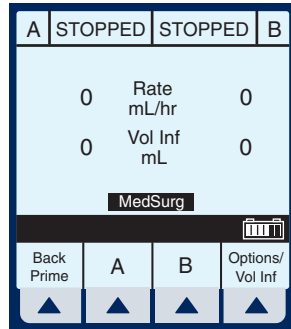 A STOPPED STOPPED B
0 Rate mL/hr 0
0 Vol Inf mL 0
MedSurg
Back Prime A B Options/ Vol Inf